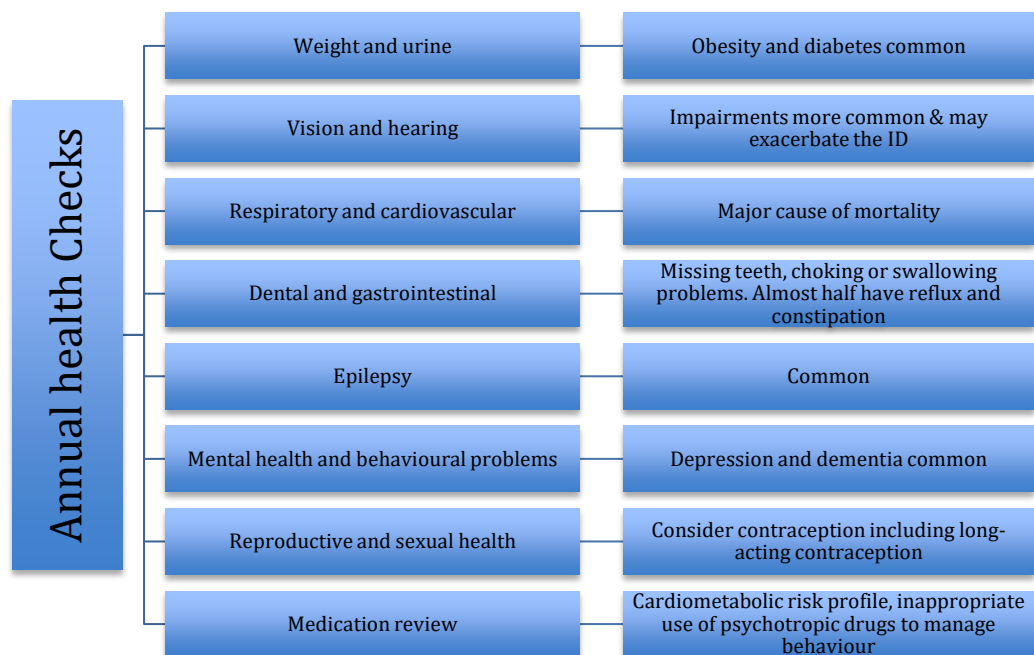 Annual health Checks
Weight and urine
Obesity and diabetes common
Vision and hearing
Impairments more common & may
exacerbate the ID
Respiratory and cardiovascular
Major cause of mortality
Dental and gastrointestinal
Missing teeth, choking or swallowing
problems. Almost half have reflux and
constipation
Epilepsy
Common
Mental health and behavioural problems
Depression and dementia common
Reproductive and sexual health
Consider contraception including long-
acting contraception
Medication review
Cardiometabolic risk profile, inappropriate
use of psychotropic drugs to manage
behaviour